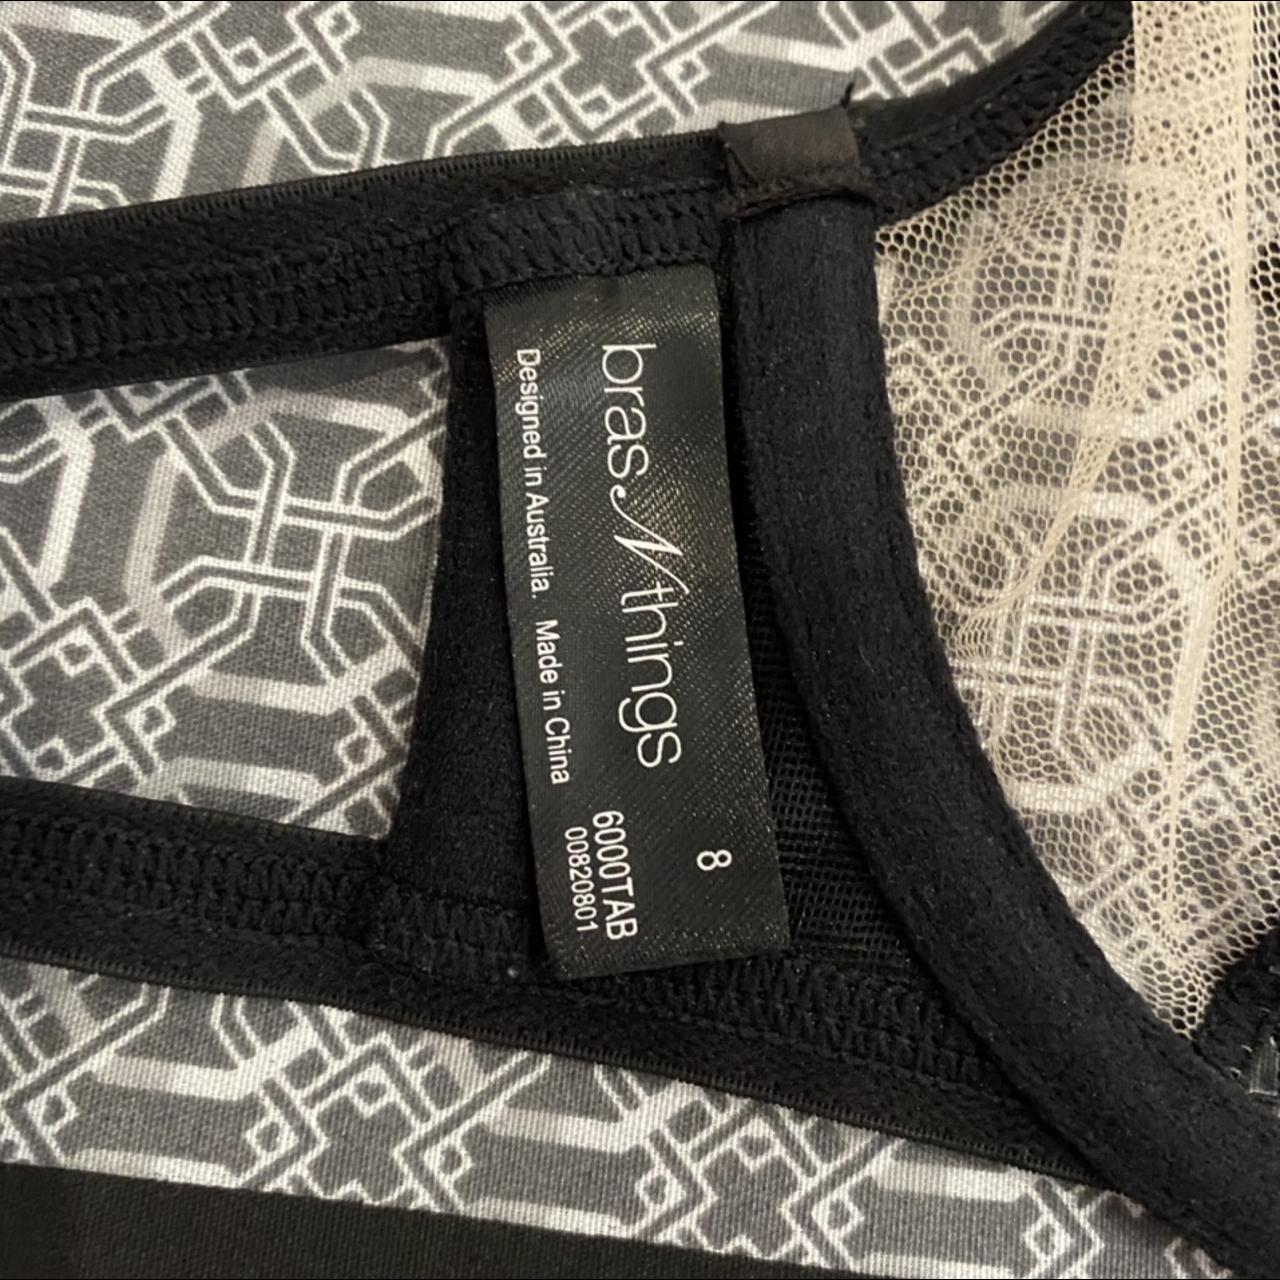 8
bras N things
Designed in Australia. Made in China
6000TAB
00820801